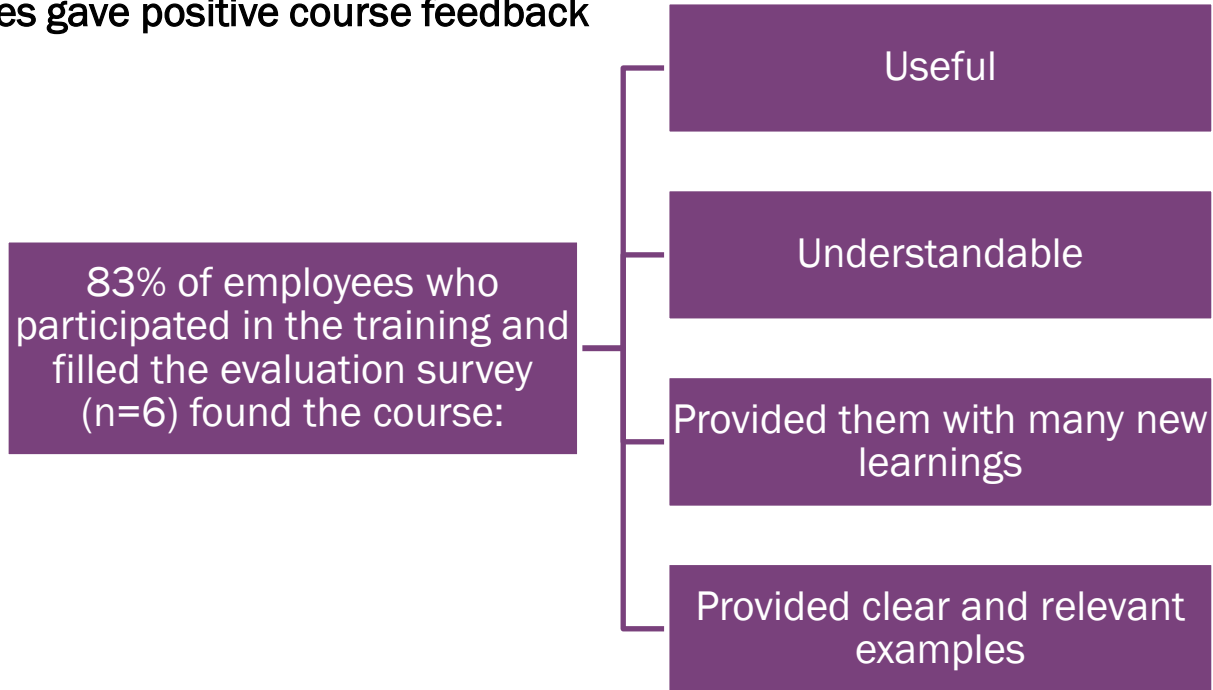 es gave positive course feedback
83% of employees who
participated in the training and
filled the evaluation survey
(n=6) found the course:
Useful
Understandable
Provided them with many new
learnings
Provided clear and relevant
examples